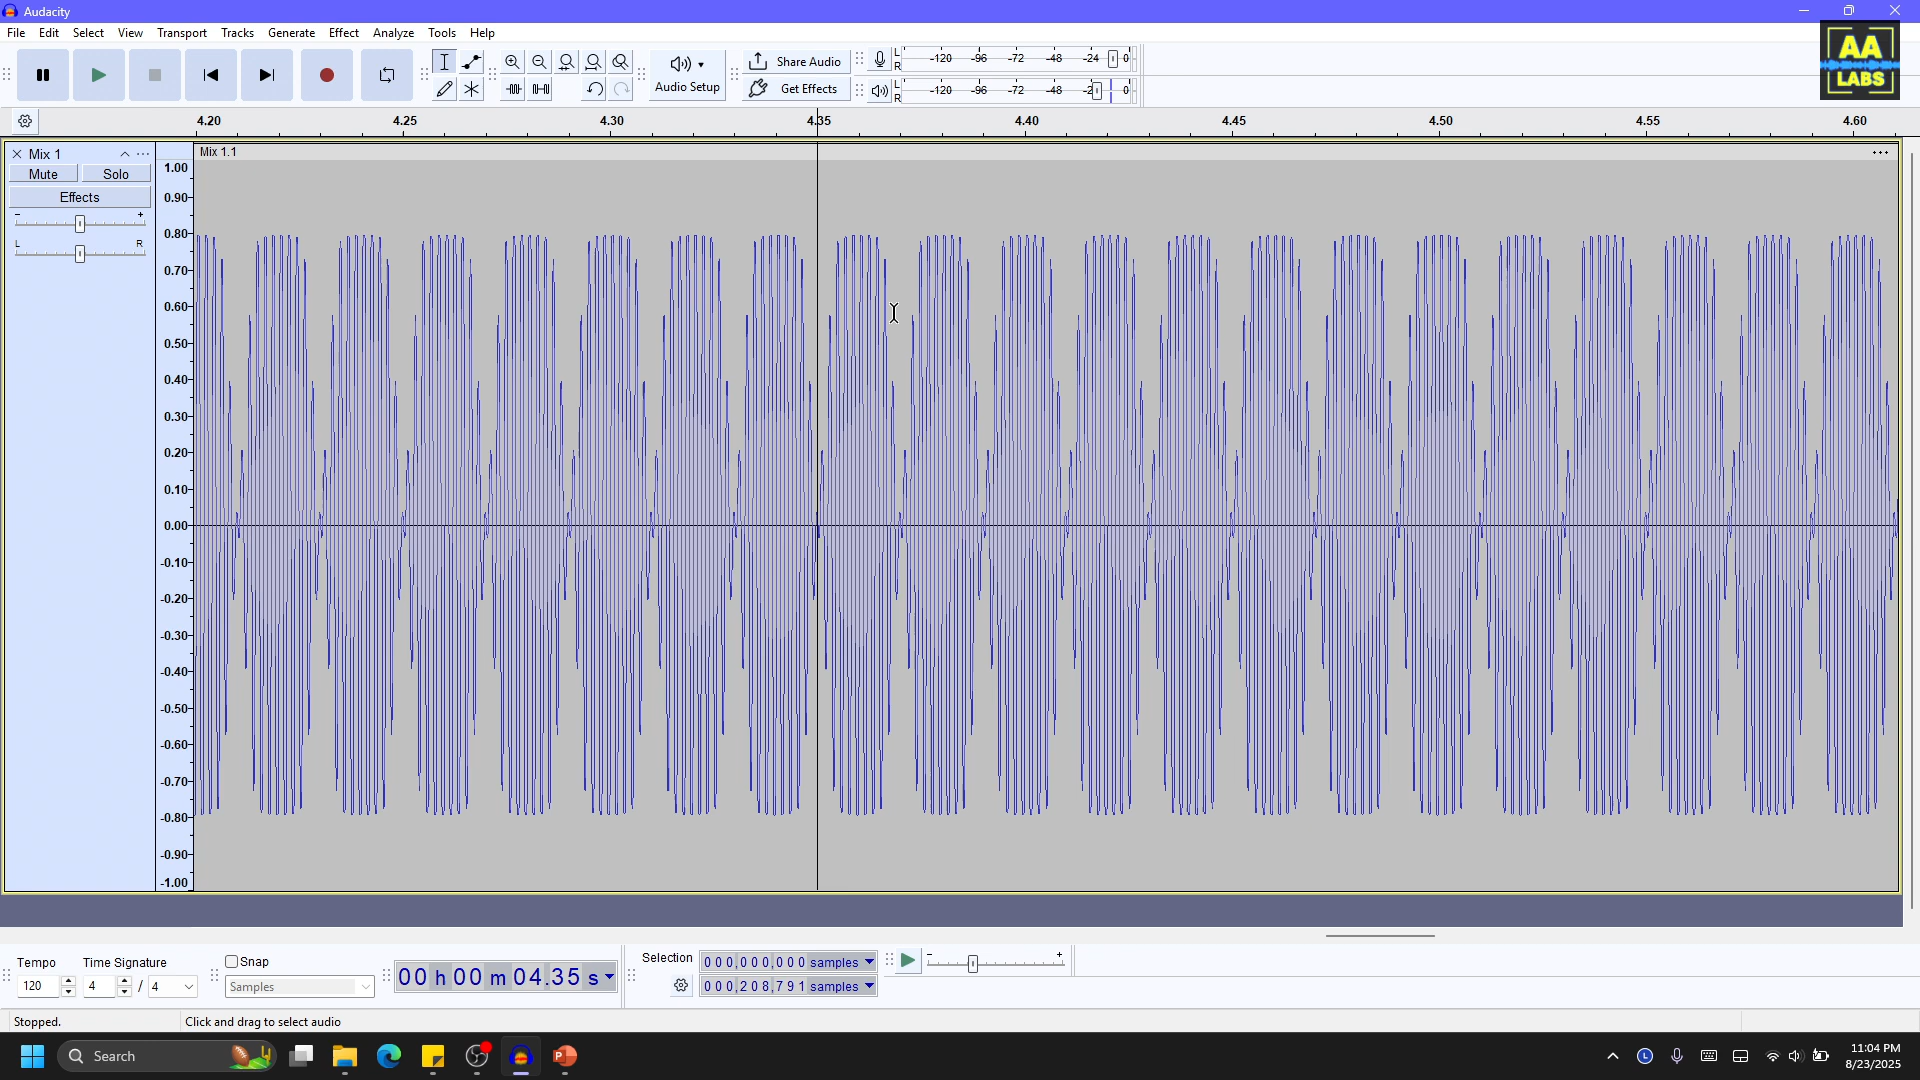 Audacity
File Edit Select View Transport Tracks Generate Effect Analyze Tools Help
AA
LABS
Audio Setup
Share Audio
Get Effects
L
R
-120 -96 -72 -48 -24 0
L
R
-120 -96 -72 -48 -2 0
4.20 4.25 4.30 4.35 4.40 4.45 4.50 4.55 4.60
Mix 1
Mute Solo
Effects
- +
L R
Mix 1.1
1.00
0.90
0.80
0.70
0.60
0.50
0.40
0.30
0.20
0.10
0.00
-0.10
-0.20
-0.30
-0.40
-0.50
-0.60
-0.70
-0.80
-0.90
-1.00
Tempo
120
Time Signature
4 / 4
Snap
Samples
00 h 00 m 04.35 s
Selection
000,000,000 samples
000,208,791 samples
- +
Stopped.
Click and drag to select audio
Search
11:04 PM
8/23/2025